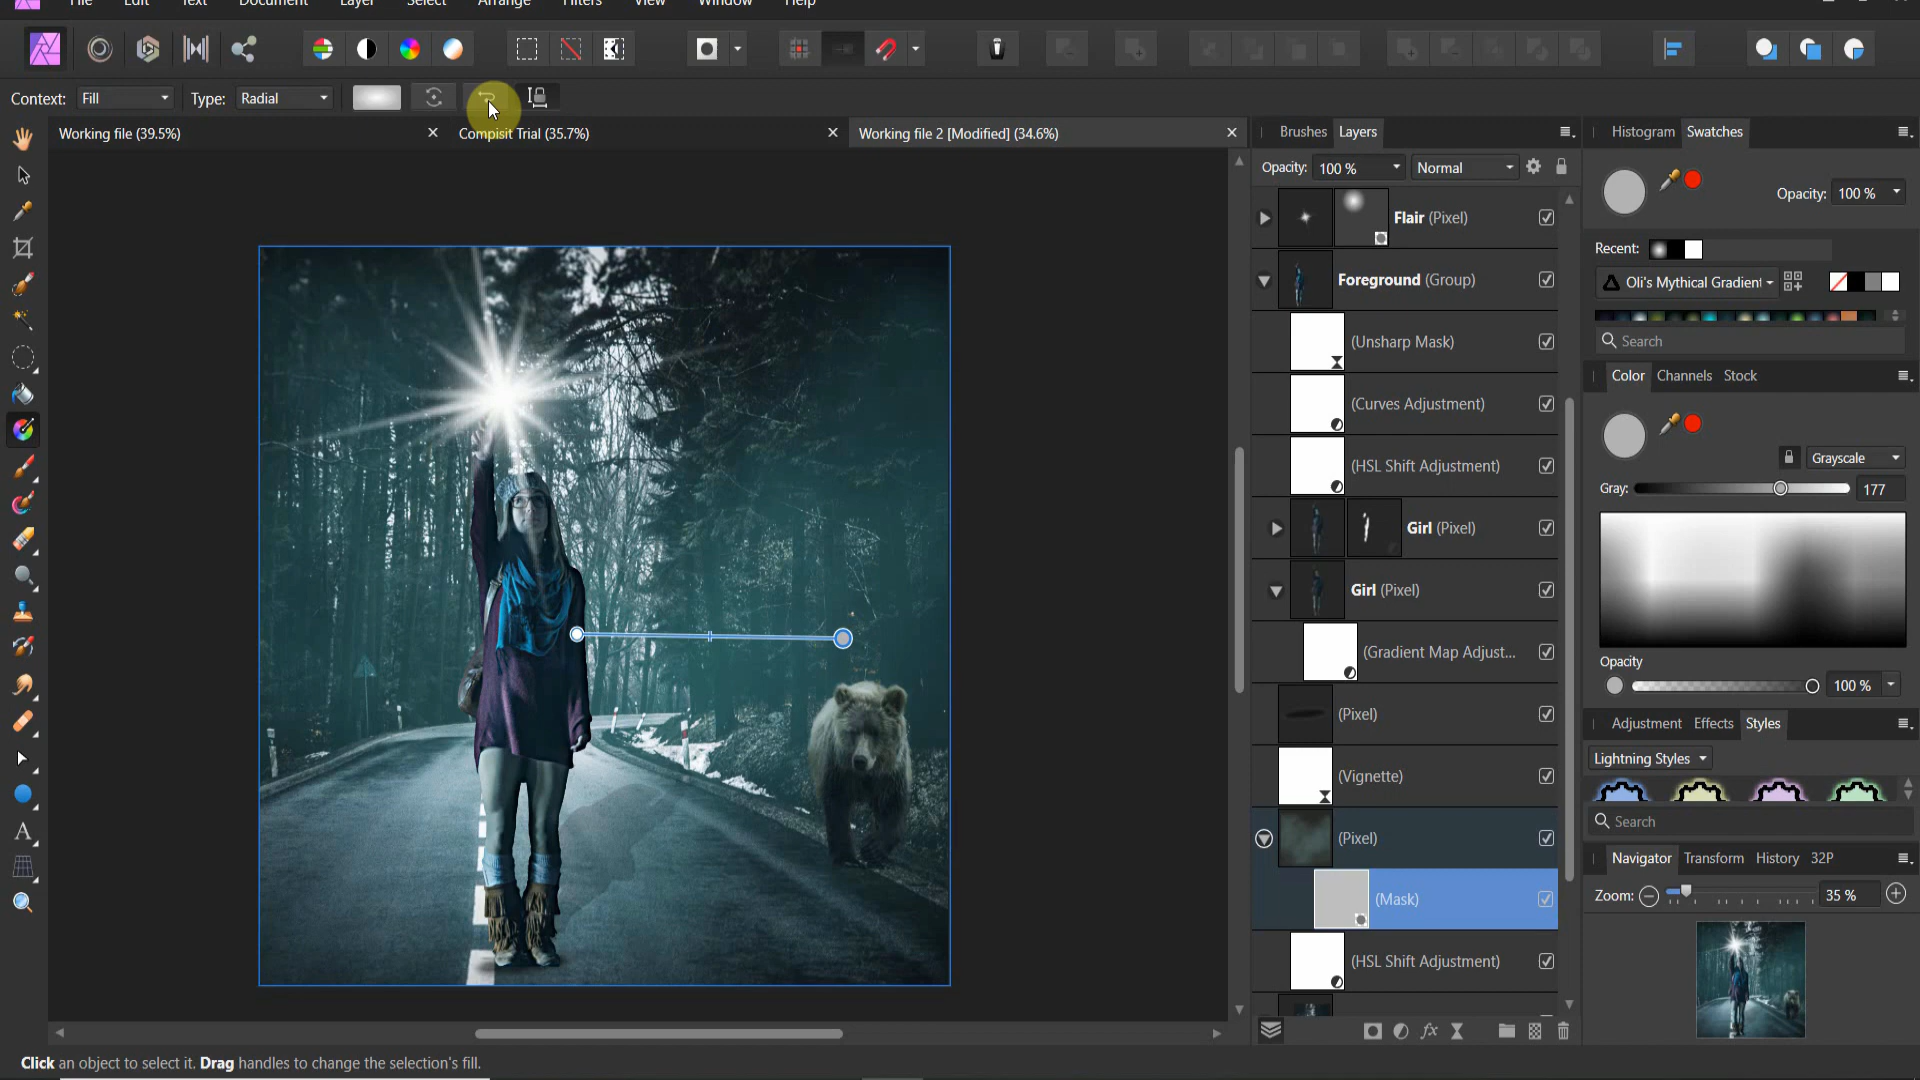 File Edit Text Document Layer Select Arrange Filters View Window Help
Context: Fill Type: Radial
Working file (39.5%) Compisit Trial (35.7%) Working file 2 [Modified] (34.6%)
Brushes Layers
Opacity: 100 % Normal
Flair (Pixel)
Foreground (Group)
(Unsharp Mask)
(Curves Adjustment)
(HSL Shift Adjustment)
Girl (Pixel)
Girl (Pixel)
(Gradient Map Adjust...
(Pixel)
(Vignette)
(Pixel)
(Mask)
(HSL Shift Adjustment)
Histogram Swatches
Opacity: 100 %
Recent:
Oli's Mythical Gradient
Search
Color Channels Stock
Grayscale
Gray: 177
Opacity
100 %
Adjustment Effects Styles
Lightning Styles
Search
Navigator Transform History 32P
Zoom: 35 %
Click an object to select it. Drag handles to change the selection's fill.